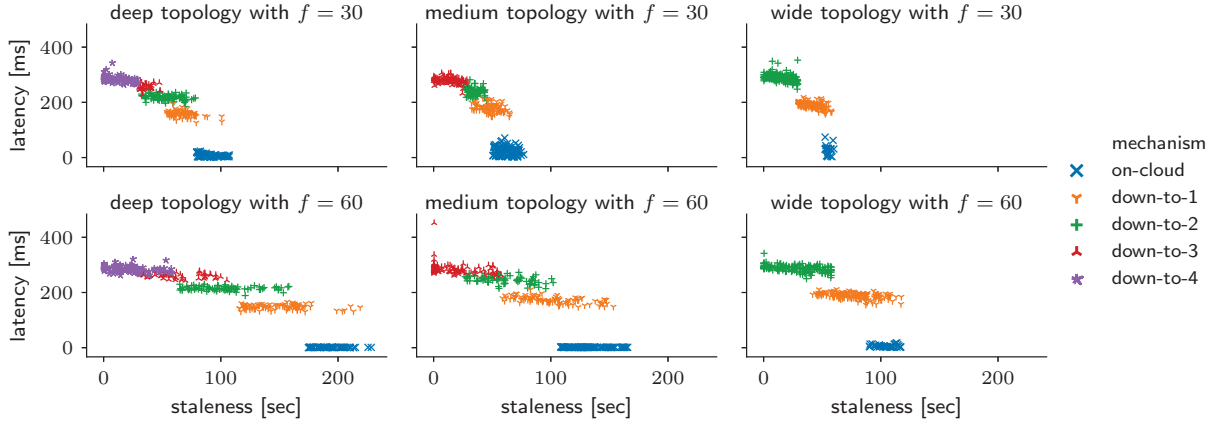 deep topology with f = 30
medium topology with f = 30
wide topology with f = 30
latency [ms]
400
200
0
deep topology with f = 60
medium topology with f = 60
wide topology with f = 60
latency [ms]
400
200
0
0 100 200
0 100 200
0 100 200
staleness [sec]
staleness [sec]
staleness [sec]
mechanism
on-cloud
down-to-1
down-to-2
down-to-3
down-to-4